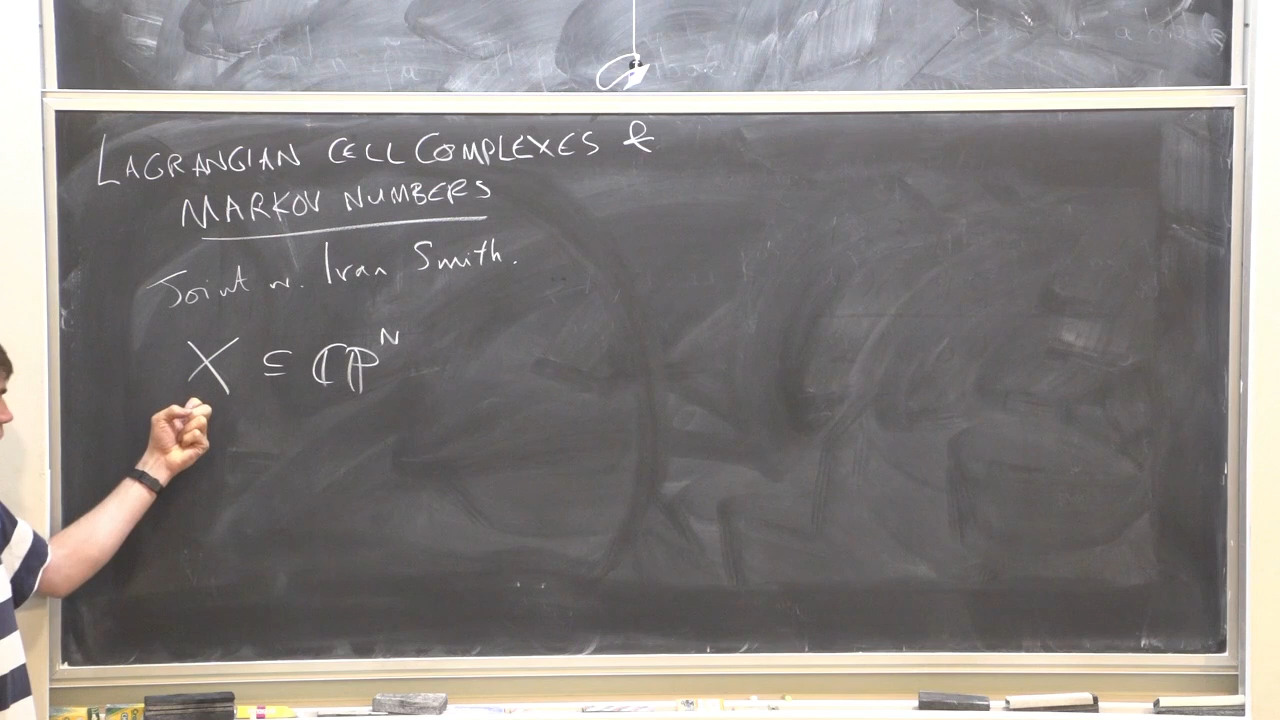 LAGRANGIAN CELL COMPLEXES &
MARKOV NUMBERS
Joint w. Ivan Smith.
X ⊆ ℂℙ^N